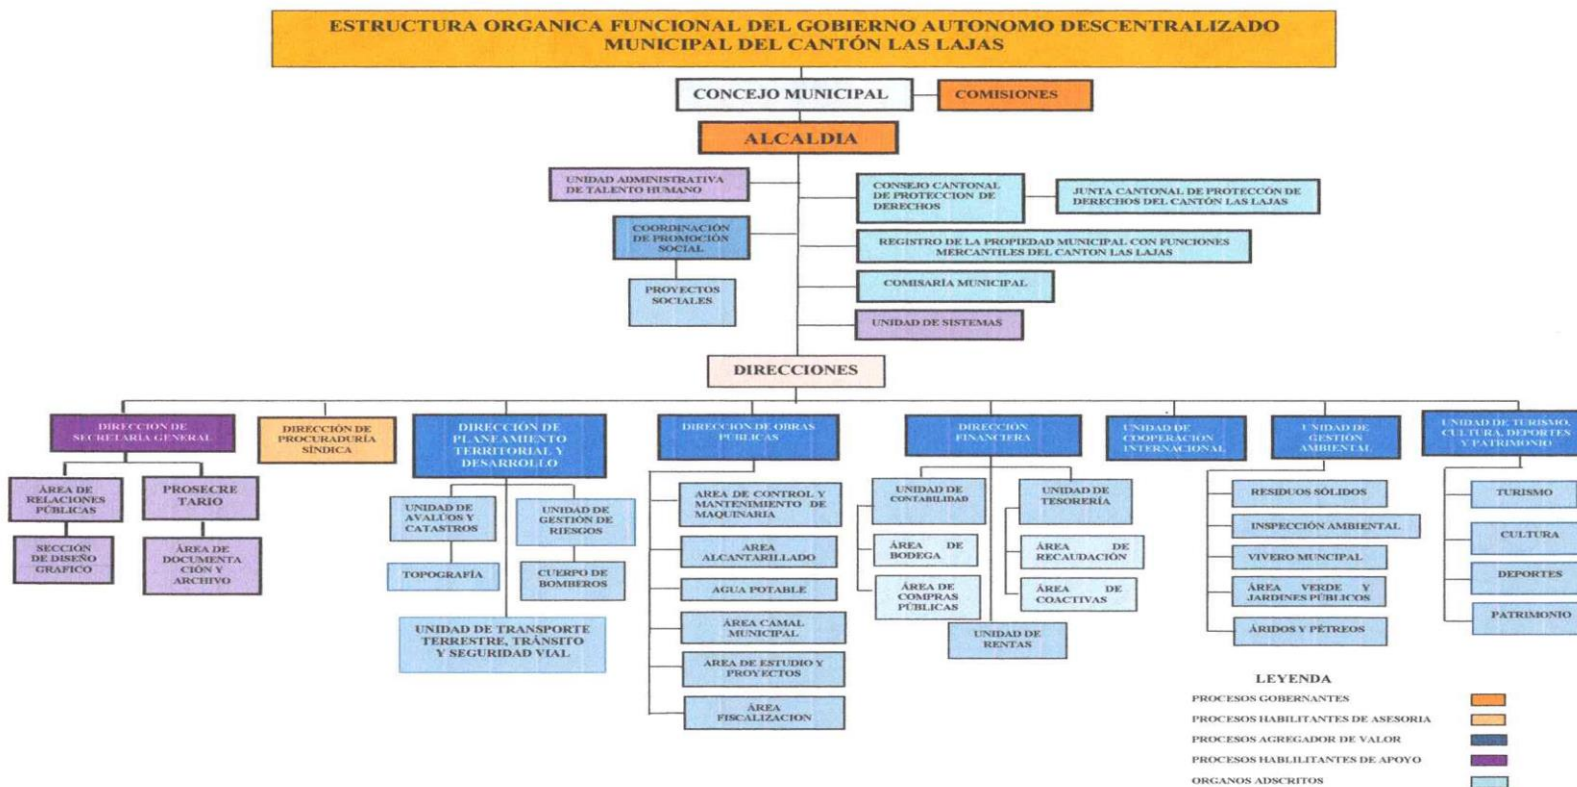 ESTRUCTURA ORGANICA FUNCIONAL DEL GOBIERNO AUTONOMO DESCENTRALIZADO
MUNICIPAL DEL CANTÓN LAS LAJAS
CONCEJO MUNICIPAL
COMISIONES
ALCALDIA
UNIDAD ADMINISTRATIVA
DE TALENTO HUMANO
CONSEJO CANTONAL
DE PROTECCION DE
DERECHOS
JUNTA CANTONAL DE PROTECCÓN DE
DERECHOS DEL CANTÓN LAS LAJAS
COORDINACIÓN
DE PROMOCIÓN
SOCIAL
REGISTRO DE LA PROPIEDAD MUNICIPAL CON FUNCIONES
MERCANTILES DEL CANTON LAS LAJAS
PROYECTOS
SOCIALES
COMISARÍA MUNICIPAL
UNIDAD DE SISTEMAS
DIRECCIONES
DIRECCIÓN DE
SECRETARIA GENERAL
DIRECCIÓN DE
PROCURADURÍA
SÍNDICA
DIRECCIÓN DE
PLANEAMIENTO
TERRITORIAL Y
DESARROLLO
DIRECCION DE OBRAS
PUBLICAS
DIRECCIÓN
FINANCIERA
UNIDAD DE
COOPERACIÓN
INTERNACIONAL
UNIDAD DE
GESTIÓN
AMBIENTAL
UNIDAD DE TURISMO,
CULTURA, DEPORTES
Y PATRIMONIO
ÁREA DE
RELACIONES
PÚBLICAS
PROSECRE
TARIO
SECCIÓN
DE DISEÑO
GRAFICO
ÁREA DE
DOCUMENTA
CIÓN Y
ARCHIVO
UNIDAD DE
AVALÚOS Y
CATASTROS
UNIDAD DE
GESTIÓN DE
RIESGOS
TOPOGRAFÍA
CUERPO DE
BOMBEROS
UNIDAD DE TRANSPORTE
TERRESTRE, TRÁNSITO
Y SEGURIDAD VIAL
AREA DE CONTROL Y
MANTENIMIENTO DE
MAQUINARIA
AREA
ALCANTARILLADO
AGUA POTABLE
ÁREA CAMAL
MUNICIPAL
AREA DE ESTUDIO Y
PROYECTOS
ÁREA
FISCALIZACION
UNIDAD DE
CONTABILIDAD
UNIDAD DE
TESORERÍA
ÁREA DE
BODEGA
ÁREA DE
RECAUDACIÓN
ÁREA DE
COMPRAS
PÚBLICAS
ÁREA DE
COACTIVAS
UNIDAD DE
RENTAS
RESIDUOS SÓLIDOS
INSPECCIÓN AMBIENTAL
VIVERO MUNCIPAL
ÁREA VERDE Y
JARDINES PÚBLICOS
ÁRIDOS Y PÉTREOS
TURISMO
CULTURA
DEPORTES
PATRIMONIO
LEYENDA
PROCESOS GOBERNANTES
PROCESOS HABILITANTES DE ASESORIA
PROCESOS AGREGADOR DE VALOR
PROCESOS HABLILITANTES DE APOYO
ORGANOS ADSCRITOS